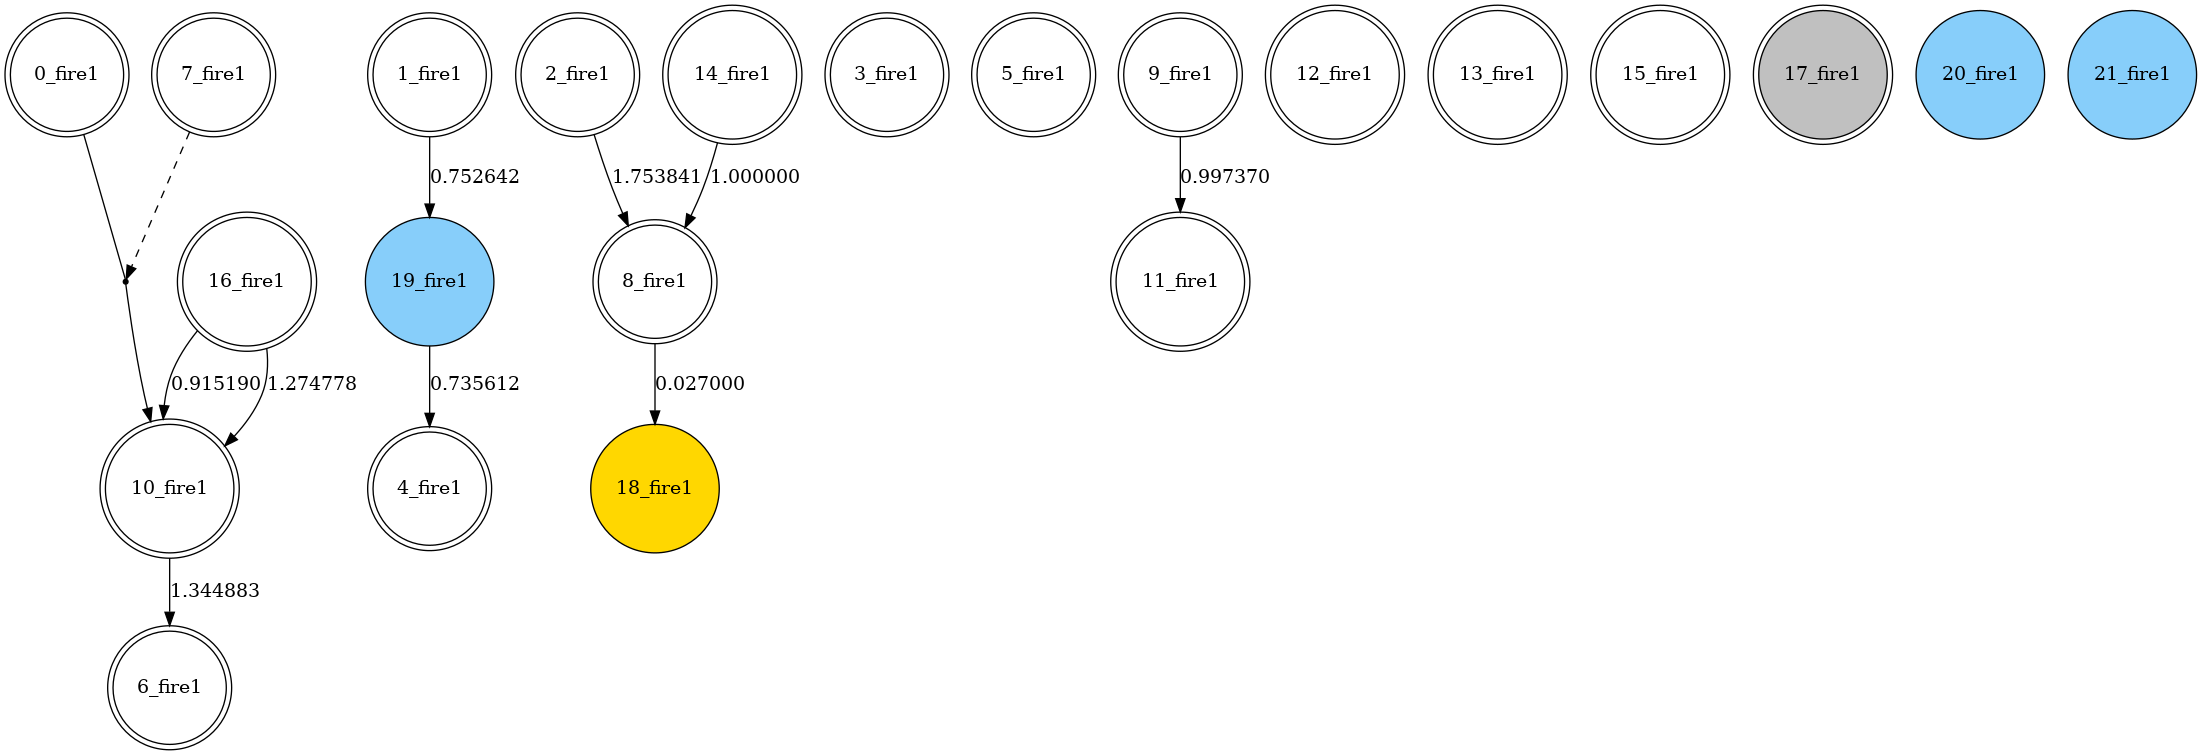 0_fire1
7_fire1
1_fire1
2_fire1
14_fire1
3_fire1
5_fire1
9_fire1
12_fire1
13_fire1
15_fire1
17_fire1
20_fire1
21_fire1
0.752642
1.753841
1.000000
0.997370
16_fire1
19_fire1
8_fire1
11_fire1
0.915190
1.274778
0.735612
0.027000
10_fire1
4_fire1
18_fire1
1.344883
6_fire1